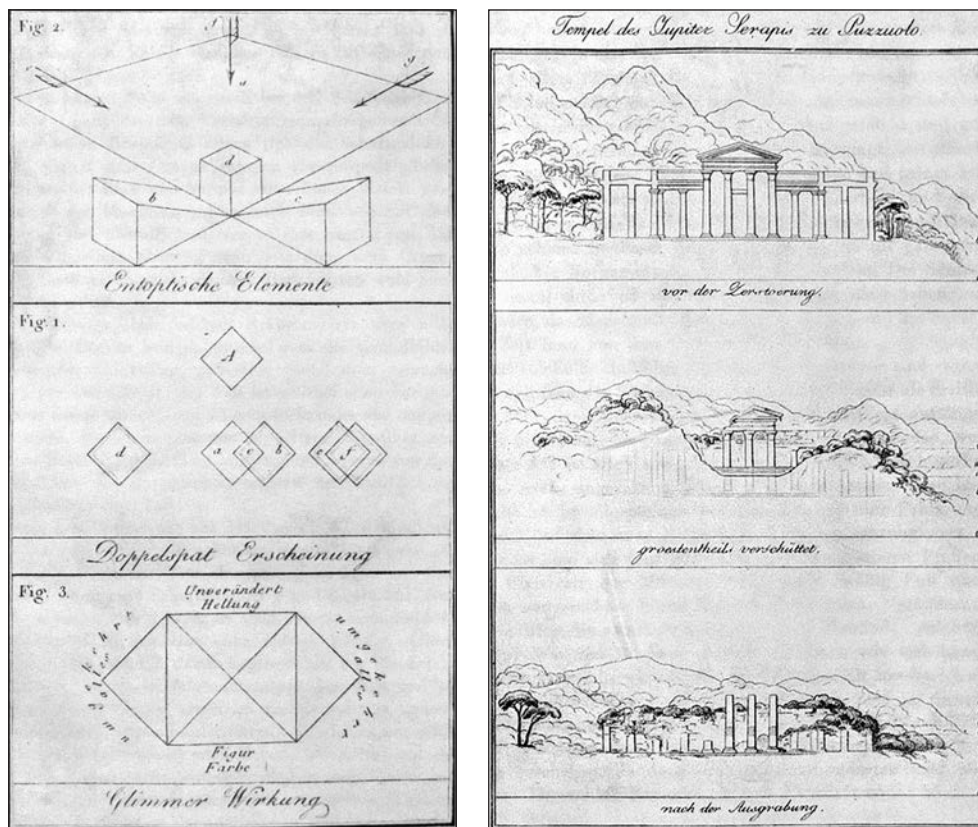 Fig. 2.
f
g
a
d
b
c
Entoptische Elemente
Fig. 1.
A
d a c b e f
Doppelspat Erscheinung
Fig. 3.
Unverändert
Hellung
Figur
Farbe
Glimmer Wirkung
Tempel des Jupiter Serapis zu Puzzuolo.
vor der Zerstoerung.
groestentheils verschüttet.
nach der Ausgrabung.